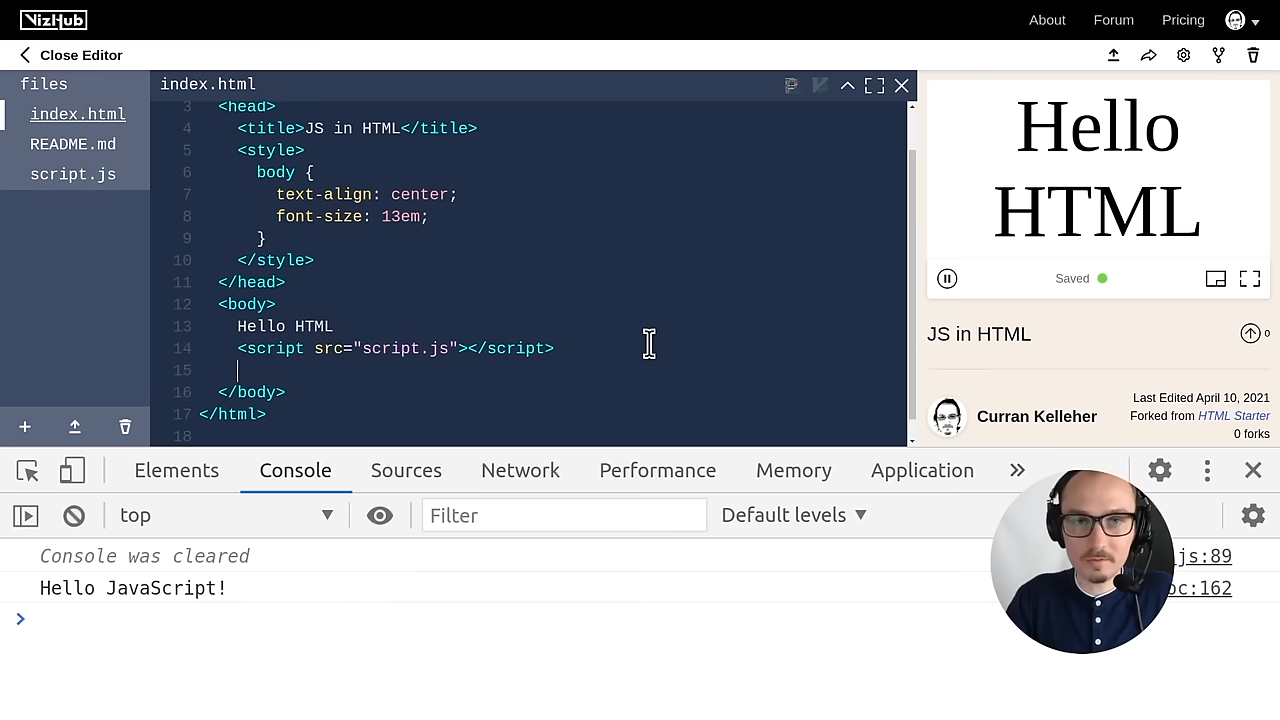 VizHub
About Forum Pricing
Close Editor
files
index.html
README.md
script.js
index.html
3 <head>
4 <title>JS in HTML</title>
5 <style>
6 body {
7 text-align: center;
8 font-size: 13em;
9 }
10 </style>
11 </head>
12 <body>
13 Hello HTML
14 <script src="script.js"></script>
15
16 </body>
17 </html>
18
Hello
HTML
Saved
JS in HTML
0
Curran Kelleher
Last Edited April 10, 2021
Forked from HTML Starter
0 forks
Elements Console Sources Network Performance Memory Application
top Filter Default levels
Console was cleared js:89
Hello JavaScript! oc:162